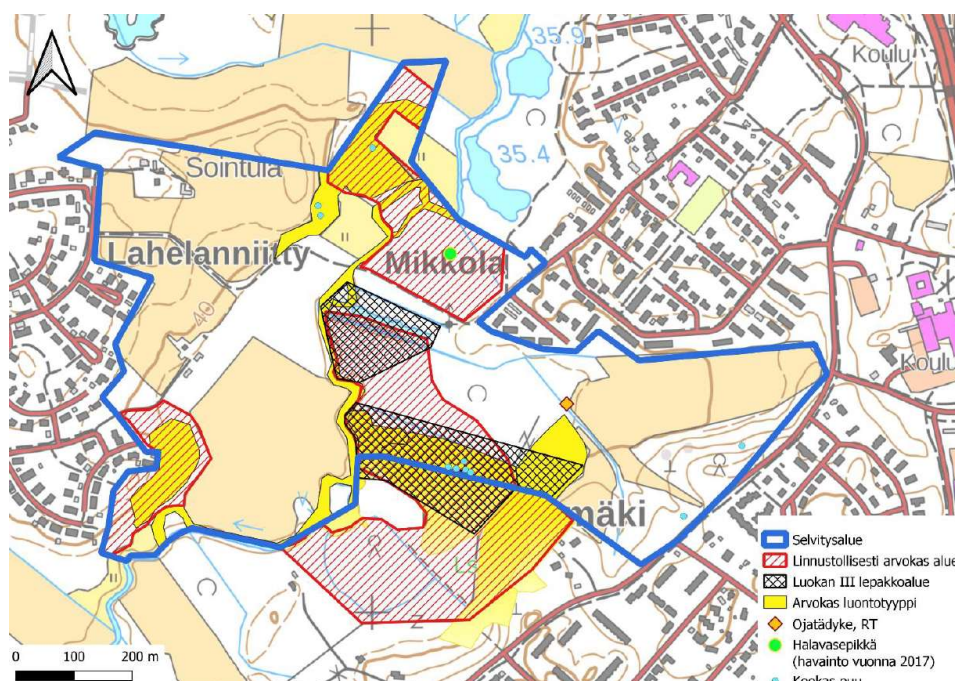 35.9
Koulu
35.4
Sointula
Lahelanniitty
Mikkola
40
Koulu
mäki
LS
Selvitysalue
Linnustollisesti arvokas alue
Luokan III lepakkoalue
Arvokas luontotyyppi
Ojatädyke, RT
Halavasepikkä
(havainto vuonna 2017)
0 100 200 m